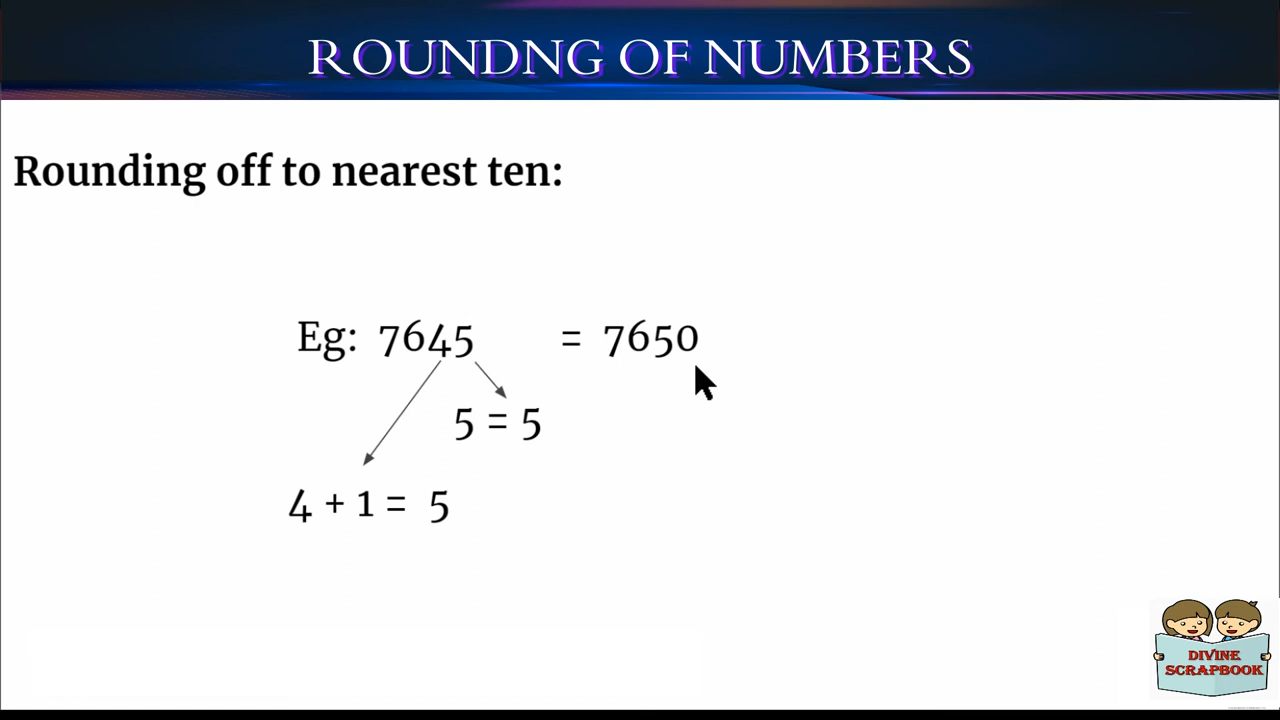 ROUNDNG OF NUMBERS
Rounding off to nearest ten:
Eg: 7645 = 7650
5 = 5
4 + 1 = 5
DIVINE
SCRAPBOOK